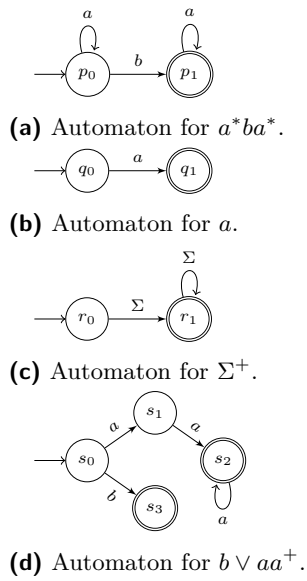 a a
p₀ b p₁
(a) Automaton for a*ba*.
q₀ a q₁
(b) Automaton for a.
Σ
r₀ Σ r₁
(c) Automaton for Σ⁺.
s₁
a a
s₀ s₂
b s₃ a
(d) Automaton for b ∨ aa⁺.